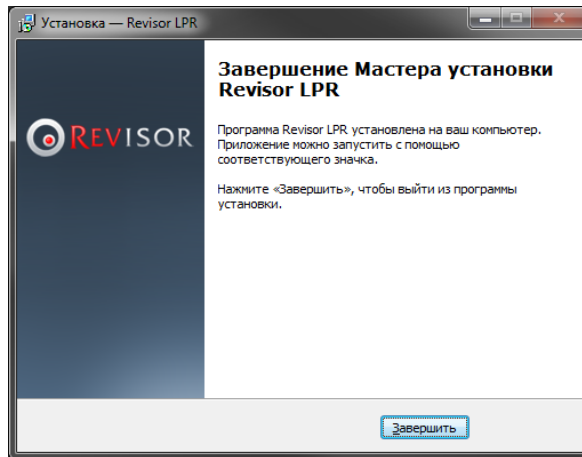 Установка — Revisor LPR
Завершение Мастера установки
Revisor LPR
REVISOR
Программа Revisor LPR установлена на ваш компьютер.
Приложение можно запустить с помощью
соответствующего значка.
Нажмите «Завершить», чтобы выйти из программы
установки.
Завершить